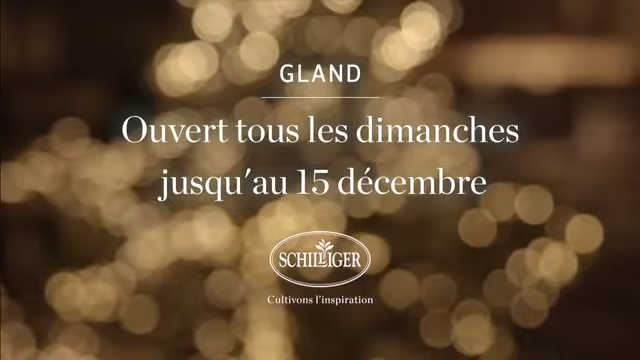 GLAND
Ouvert tous les dimanches
jusqu'au 15 décembre
SCHILLIGER
Cultivons l'inspiration